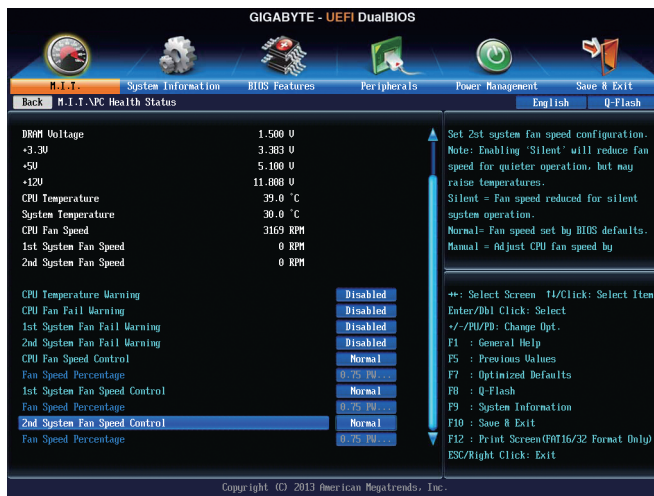 GIGABYTE - UEFI DualBIOS
M.I.T.
System Information
BIOS Features
Peripherals
Power Management
Save & Exit
Back M.I.T.\PC Health Status
English
Q-Flash
DRAM Voltage 1.500 V
+3.3V 3.383 V
+5V 5.100 V
+12V 11.808 V
CPU Temperature 39.0 °C
System Temperature 30.0 °C
CPU Fan Speed 3169 RPM
1st System Fan Speed 0 RPM
2nd System Fan Speed 0 RPM
CPU Temperature Warning Disabled
CPU Fan Fail Warning Disabled
1st System Fan Fail Warning Disabled
2nd System Fan Fail Warning Disabled
CPU Fan Speed Control Normal
Fan Speed Percentage 0.75 PW...
1st System Fan Speed Control Normal
Fan Speed Percentage 0.75 PW...
2nd System Fan Speed Control Normal
Fan Speed Percentage 0.75 PW...
Set 2st system fan speed configuration.
Note: Enabling 'Silent' will reduce fan
speed for quieter operation, but may
raise temperatures.
Silent = Fan speed reduced for silent
system operation.
Normal= Fan speed set by BIOS defaults.
Manual = Adjust CPU fan speed by
→←: Select Screen ↑↓/Click: Select Item
Enter/Dbl Click: Select
+/-/PU/PD: Change Opt.
F1 : General Help
F5 : Previous Values
F7 : Optimized Defaults
F8 : Q-Flash
F9 : System Information
F10 : Save & Exit
F12 : Print Screen(FAT16/32 Format Only)
ESC/Right Click: Exit
Copyright (C) 2013 American Megatrends, Inc.